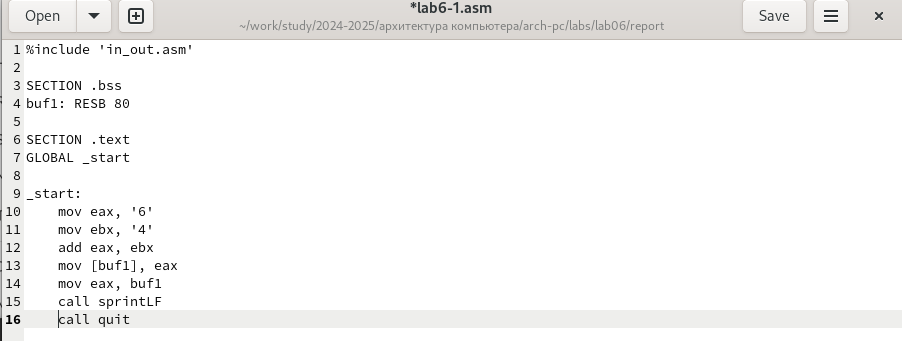 Open
*lab6-1.asm
~/work/study/2024-2025/архитектура компьютера/arch-pc/labs/lab06/report
Save
1 %include 'in_out.asm'
2
3 SECTION .bss
4 buf1: RESB 80
5
6 SECTION .text
7 GLOBAL _start
8
9 _start:
10     mov eax, '6'
11     mov ebx, '4'
12     add eax, ebx
13     mov [buf1], eax
14     mov eax, buf1
15     call sprintLF
16     call quit